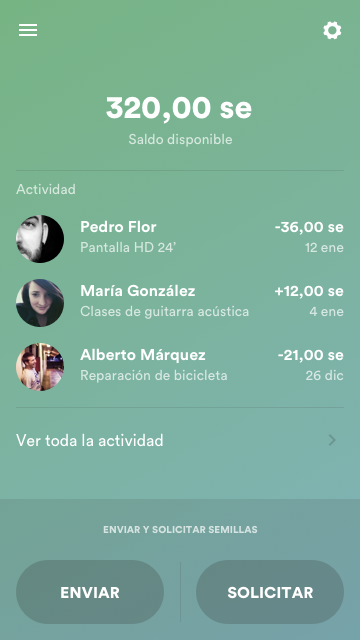 320,00 se
Saldo disponible
Actividad
Pedro Flor -36,00 se
Pantalla HD 24' 12 ene
María González +12,00 se
Clases de guitarra acústica 4 ene
Alberto Márquez -21,00 se
Reparación de bicicleta 26 dic
Ver toda la actividad
ENVIAR Y SOLICITAR SEMILLAS
ENVIAR SOLICITAR